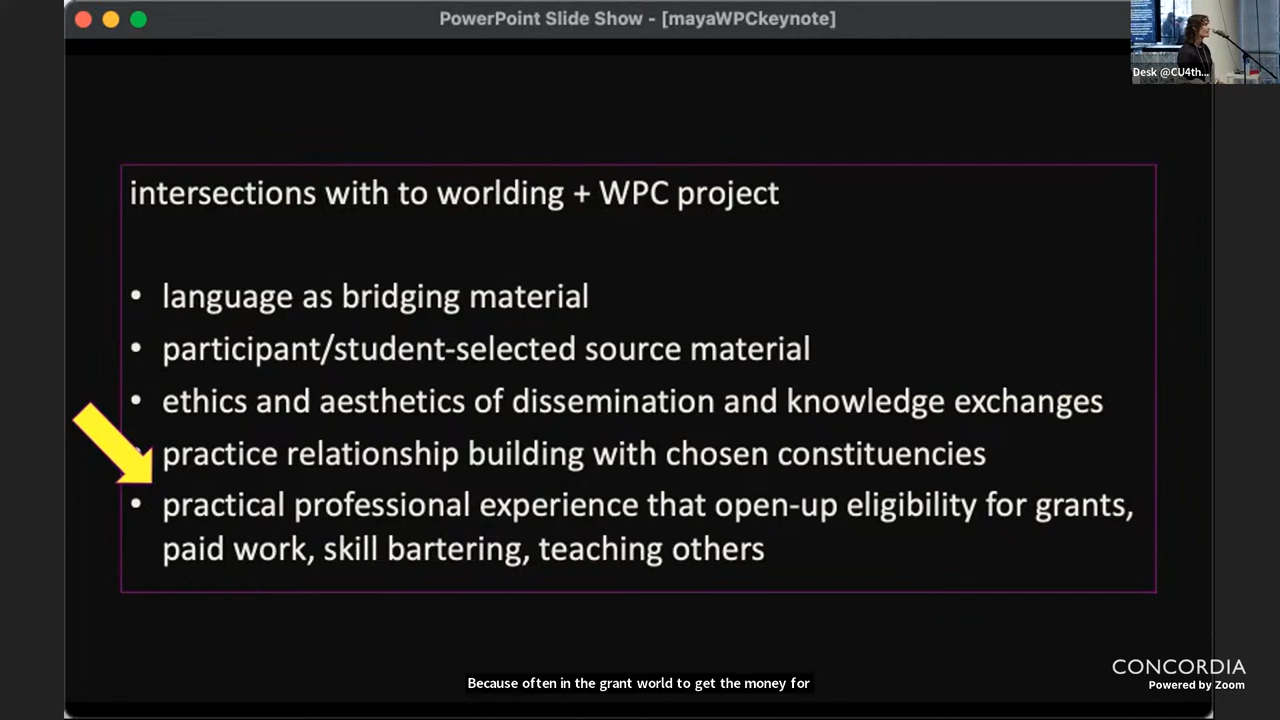 PowerPoint Slide Show - [mayaWPCkeynote]
Desk @CU4th...
intersections with to worlding + WPC project
• language as bridging material
• participant/student-selected source material
• ethics and aesthetics of dissemination and knowledge exchanges
• practice relationship building with chosen constituencies
• practical professional experience that open-up eligibility for grants,
paid work, skill bartering, teaching others
CONCORDIA
Powered by Zoom
Because often in the grant world to get the money for